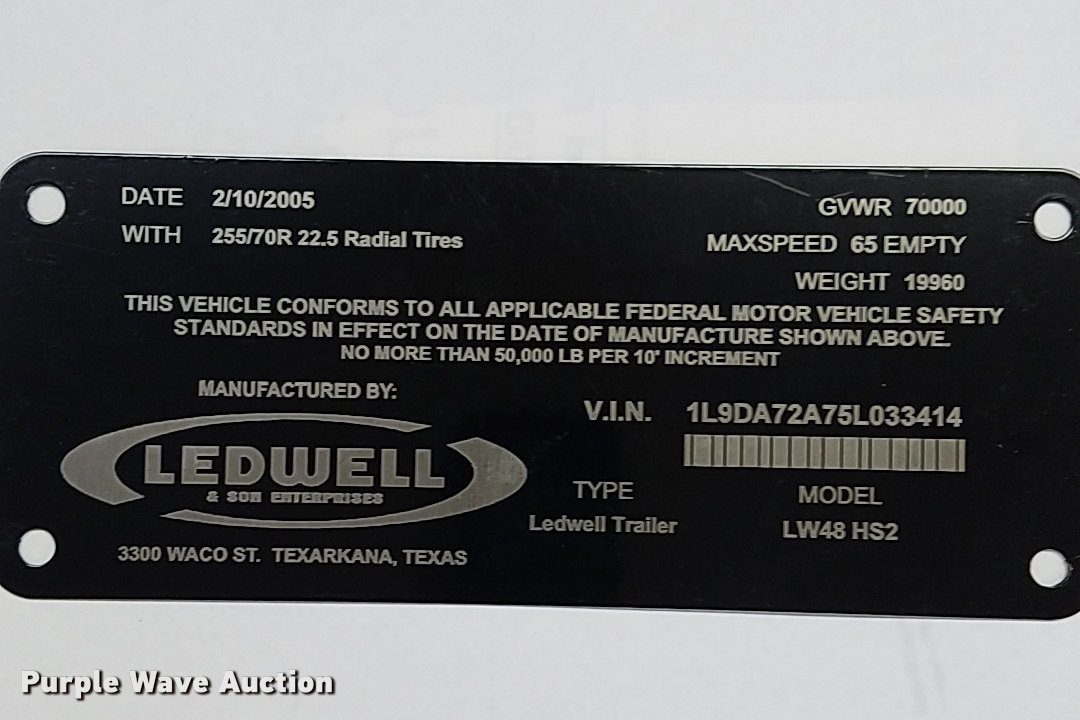 DATE 2/10/2005
GVWR 70000
WITH 255/70R 22.5 Radial Tires
MAXSPEED 65 EMPTY
WEIGHT 19960
THIS VEHICLE CONFORMS TO ALL APPLICABLE FEDERAL MOTOR VEHICLE SAFETY
STANDARDS IN EFFECT ON THE DATE OF MANUFACTURE SHOWN ABOVE.
NO MORE THAN 50,000 LB PER 10' INCREMENT
MANUFACTURED BY:
LEDWELL
& SON ENTERPRISES
3300 WACO ST. TEXARKANA, TEXAS
V.I.N. 1L9DA72A75L033414
TYPE
Ledwell Trailer
MODEL
LW48 HS2
Purple Wave Auction